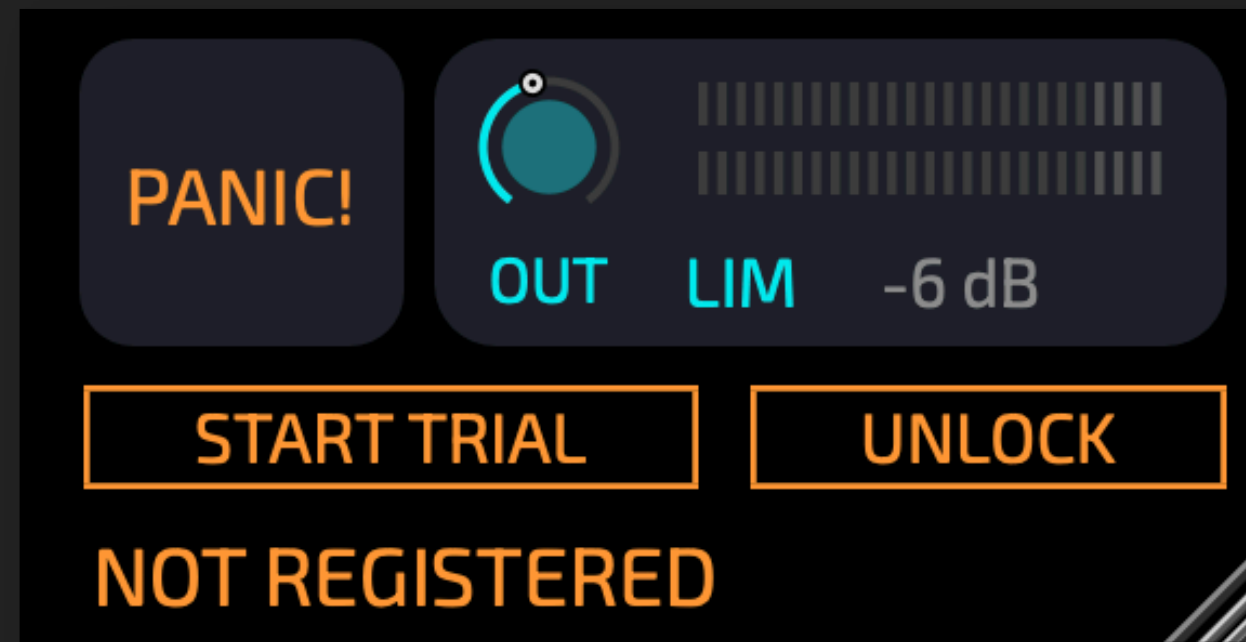 PANIC!
OUT LIM -6 dB
START TRIAL UNLOCK
NOT REGISTERED